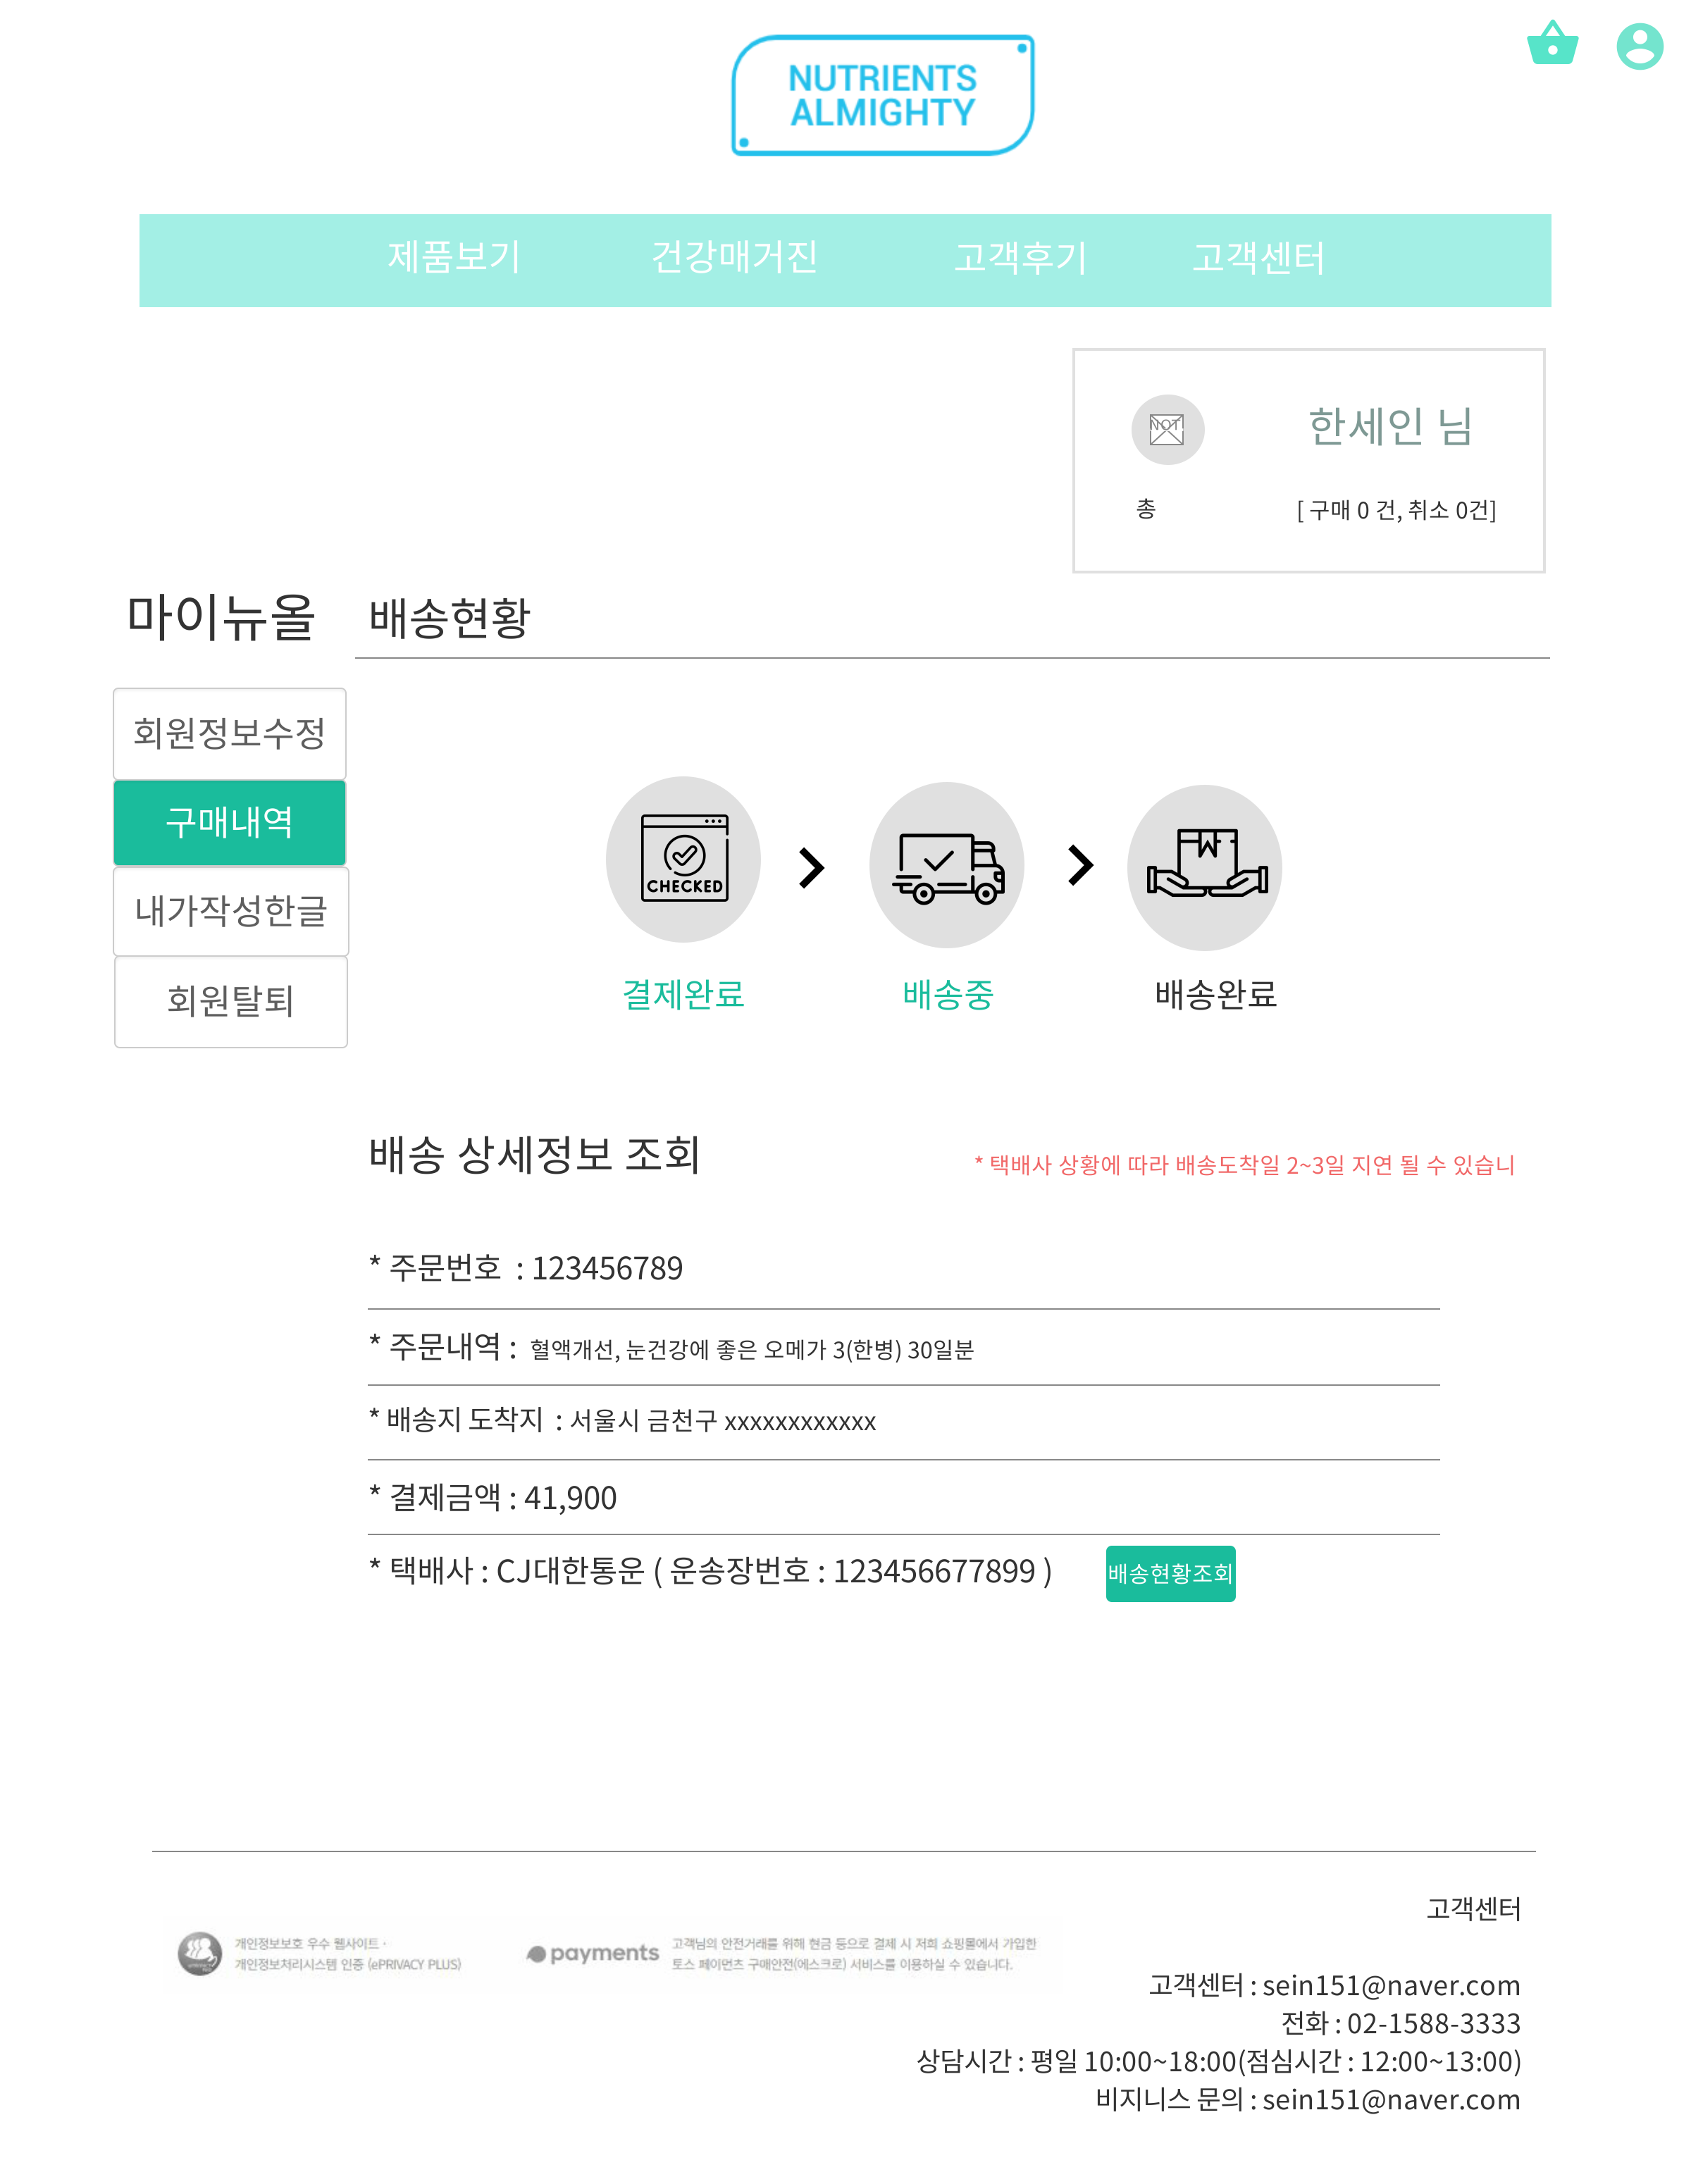 NUTRIENTS
ALMIGHTY
제품보기 건강매거진 고객후기 고객센터
NOT
한세인 님
총 [ 구매 0 건, 취소 0건]
마이뉴올 배송현황
회원정보수정
구매내역
내가작성한글
회원탈퇴
CHECKED
결제완료 배송중 배송완료
배송 상세정보 조회 * 택배사 상황에 따라 배송도착일 2~3일 지연 될 수 있습니
* 주문번호 : 123456789
* 주문내역 : 혈액개선, 눈건강에 좋은 오메가 3(한병) 30일분
* 배송지 도착지 : 서울시 금천구 xxxxxxxxxxxx
* 결제금액 : 41,900
* 택배사 : CJ대한통운 ( 운송장번호 : 123456677899 ) 배송현황조회
고객센터
개인정보보호 우수 웹사이트 ·
개인정보처리시스템 인증 (ePRIVACY PLUS)
payments
고객님의 안전거래를 위해 현금 등으로 결제 시 저희 쇼핑몰에서 가입한
토스 페이먼츠 구매안전(에스크로) 서비스를 이용하실 수 있습니다.
고객센터 : sein151@naver.com
전화 : 02-1588-3333
상담시간 : 평일 10:00~18:00(점심시간 : 12:00~13:00)
비지니스 문의 : sein151@naver.com